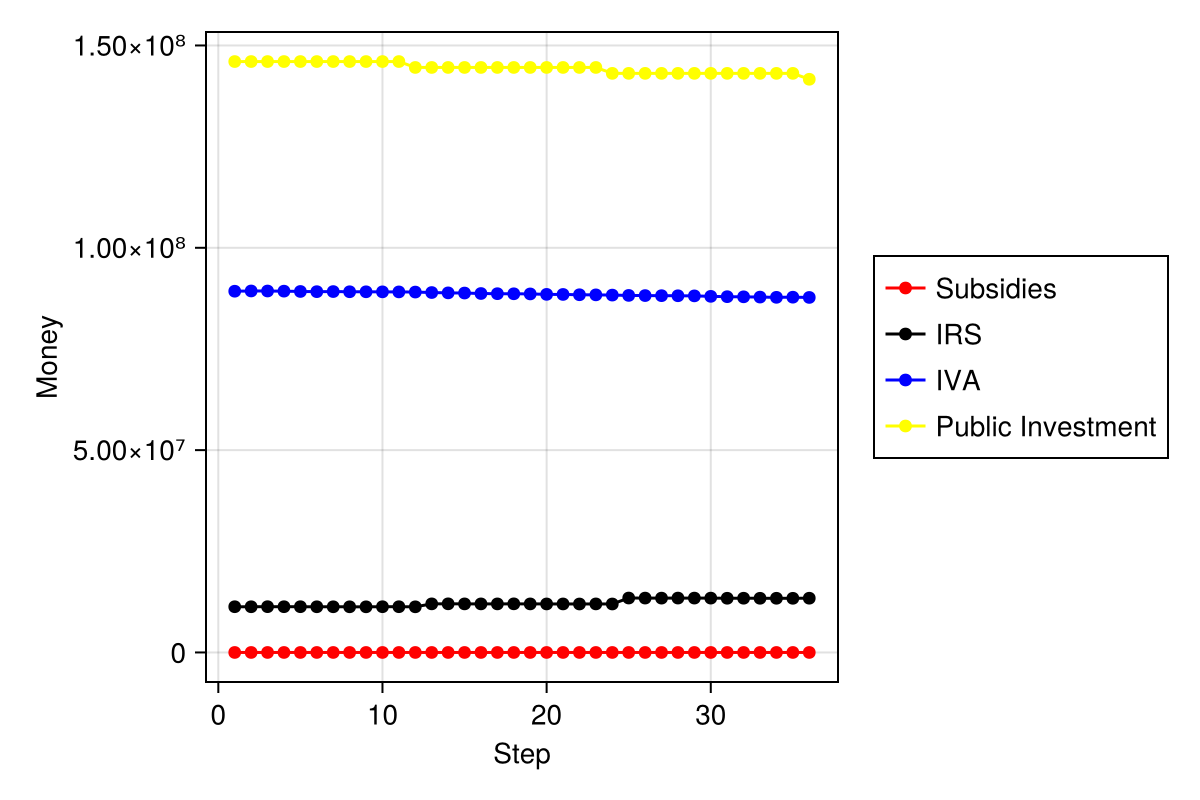 1.50×10⁸
1.00×10⁸
5.00×10⁷
0
0 10 20 30
Step
Money
Subsidies
IRS
IVA
Public Investment